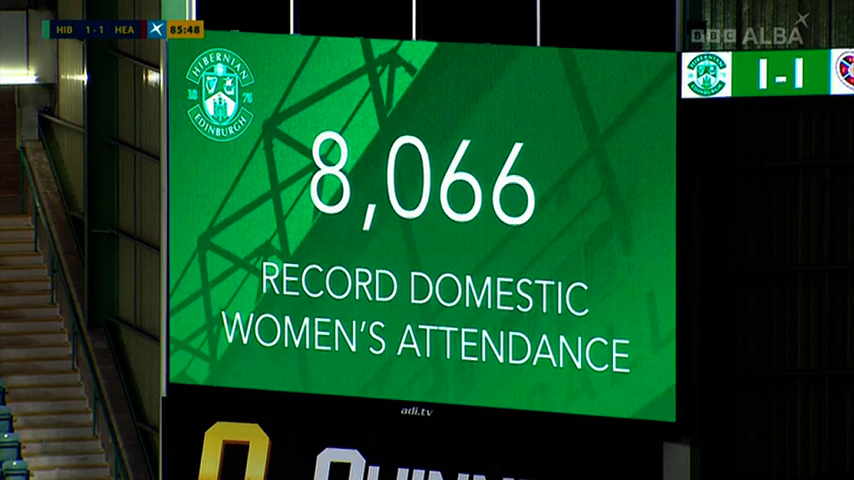 HIB 1-1 HEA 85:48
BBC ALBA
HIBERNIAN
1875
EDINBURGH
1-1
8,066
RECORD DOMESTIC
WOMEN'S ATTENDANCE
adi.tv